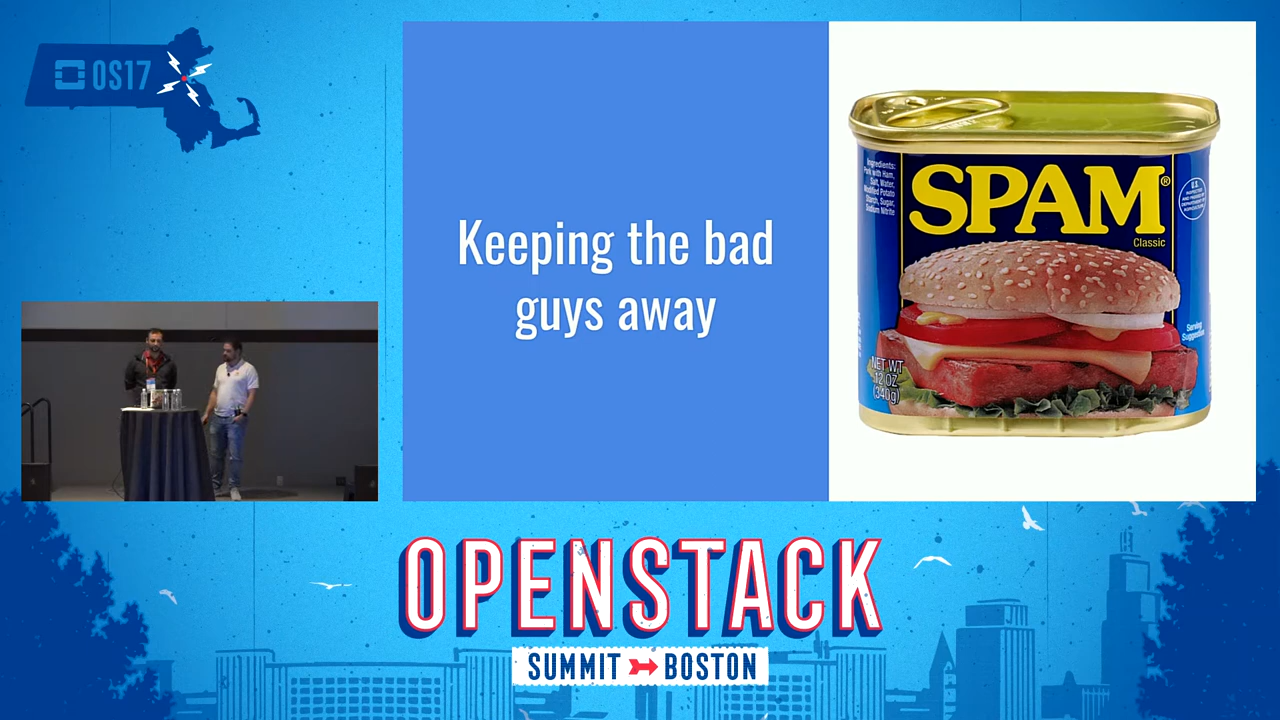 OS17
Keeping the bad
guys away
Ingredients:
Pork with Ham,
Salt, Water,
Modified Potato
Starch, Sugar,
Sodium Nitrite
SPAM®
Classic
U.S.
Serving
Suggestion
NET WT
12 OZ
(340g)
OPENSTACK
SUMMIT BOSTON